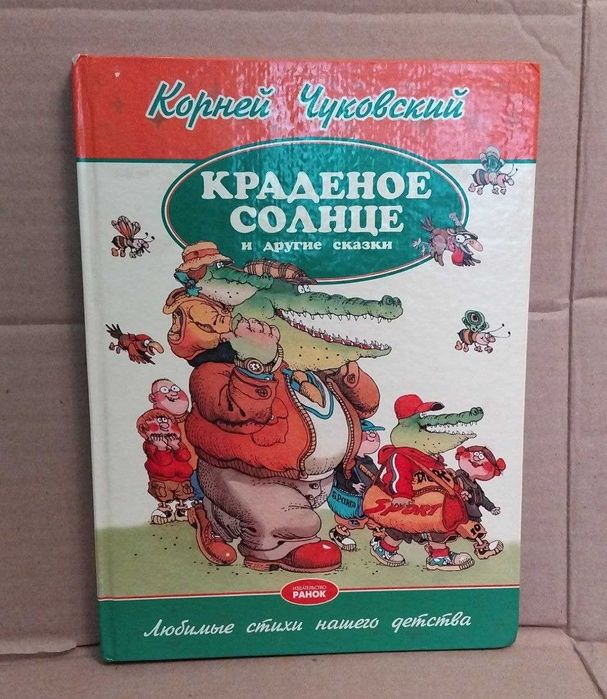 Корней Чуковский
КРАДЕНОЕ
СОЛНЦЕ
и другие сказки
SPORT
ИЗДАТЕЛЬСТВО
РАНОК
Любимые стихи нашего детства